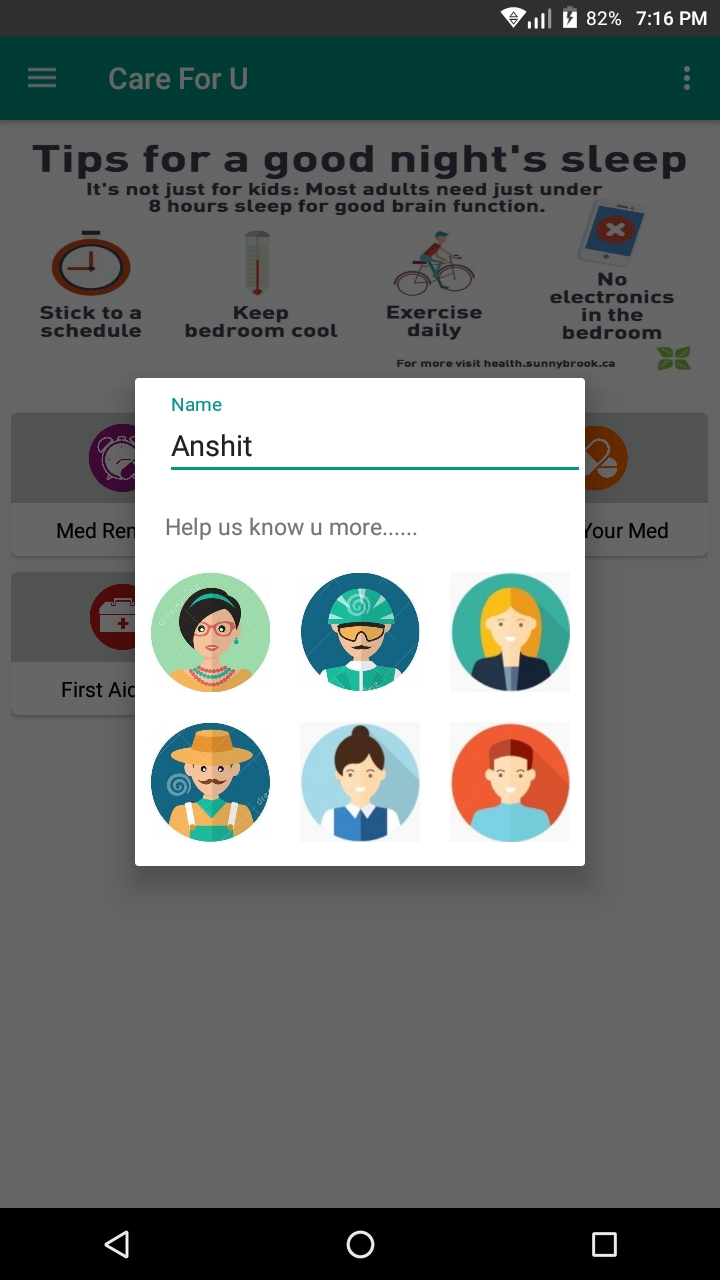 82% 7:16 PM
Care For U
Tips for a good night's sleep
It's not just for kids: Most adults need just under
8 hours sleep for good brain function.
Stick to a
schedule
Keep
bedroom cool
Exercise
daily
No
electronics
in the
bedroom
For more visit health.sunnybrook.ca
Name
Anshit
Help us know u more......
Med Ren
Your Med
First Aid